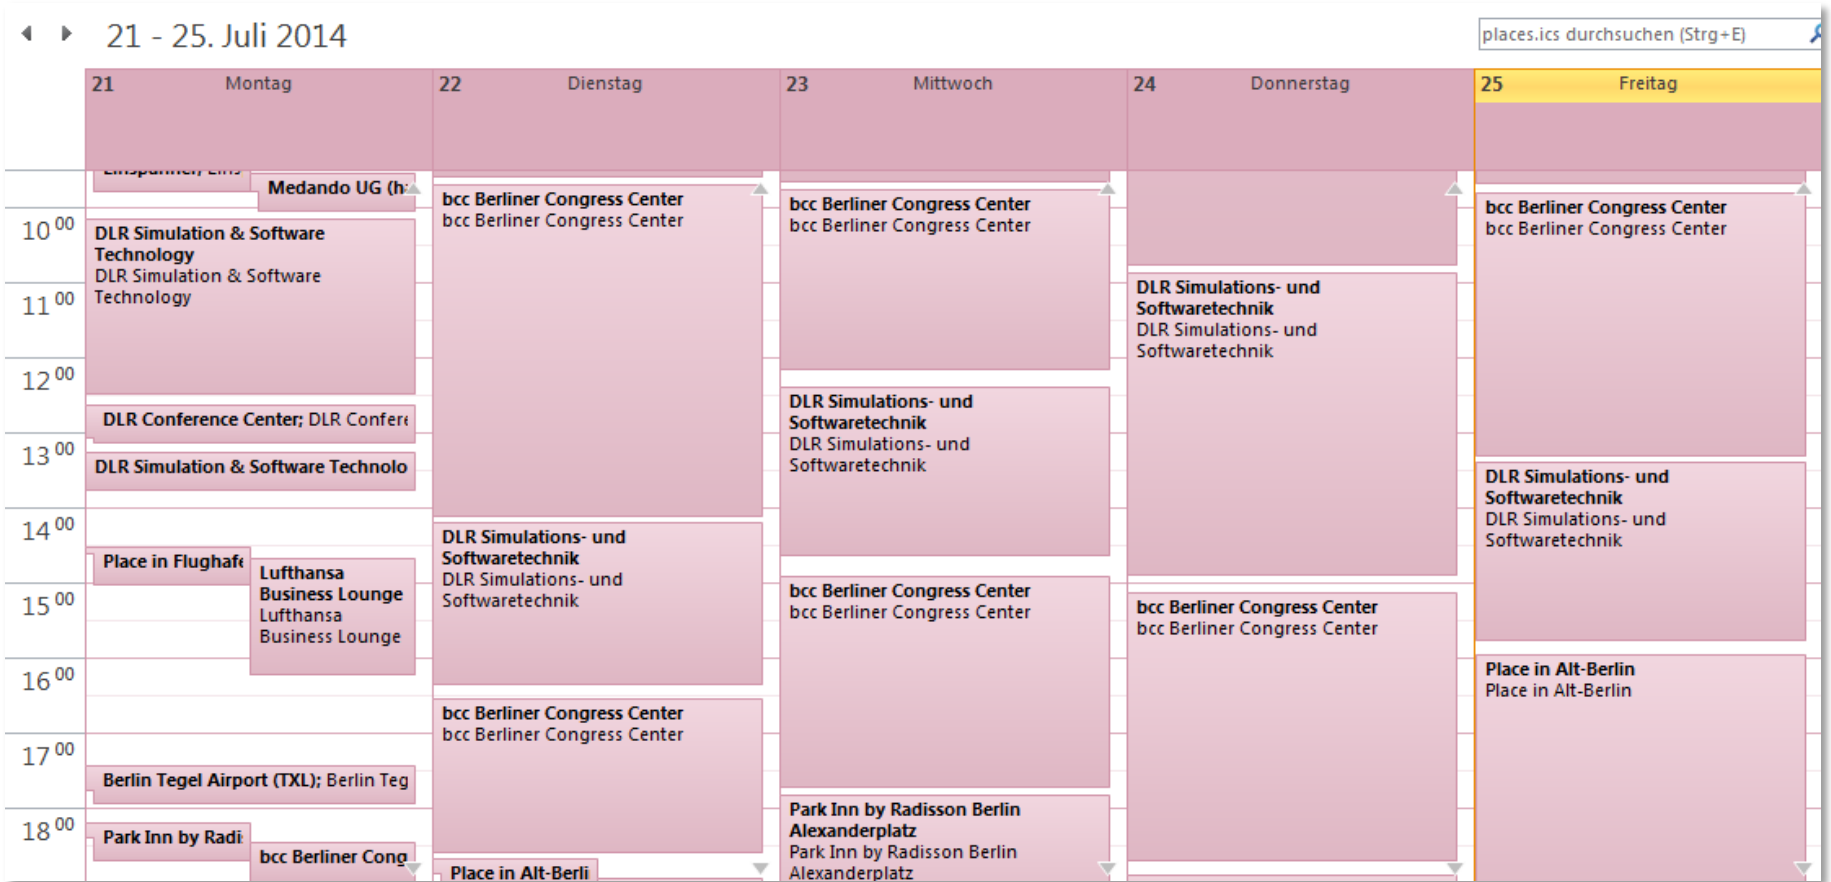 21 - 25. Juli 2014
places.ics durchsuchen (Strg+E)
21 Montag
22 Dienstag
23 Mittwoch
24 Donnerstag
25 Freitag
10 00
11 00
12 00
13 00
14 00
15 00
16 00
17 00
18 00
Medando UG (h
DLR Simulation & Software
Technology
DLR Simulation & Software
Technology
DLR Conference Center; DLR Confere
DLR Simulation & Software Technolo
Place in Flughafe
Lufthansa
Business Lounge
Lufthansa
Business Lounge
Berlin Tegel Airport (TXL); Berlin Teg
Park Inn by Radi
bcc Berliner Cong
bcc Berliner Congress Center
bcc Berliner Congress Center
DLR Simulations- und
Softwaretechnik
DLR Simulations- und
Softwaretechnik
bcc Berliner Congress Center
bcc Berliner Congress Center
Place in Alt-Berli
bcc Berliner Congress Center
bcc Berliner Congress Center
DLR Simulations- und
Softwaretechnik
DLR Simulations- und
Softwaretechnik
bcc Berliner Congress Center
bcc Berliner Congress Center
Park Inn by Radisson Berlin
Alexanderplatz
Park Inn by Radisson Berlin
Alexanderplatz
DLR Simulations- und
Softwaretechnik
DLR Simulations- und
Softwaretechnik
bcc Berliner Congress Center
bcc Berliner Congress Center
bcc Berliner Congress Center
bcc Berliner Congress Center
DLR Simulations- und
Softwaretechnik
DLR Simulations- und
Softwaretechnik
Place in Alt-Berlin
Place in Alt-Berlin